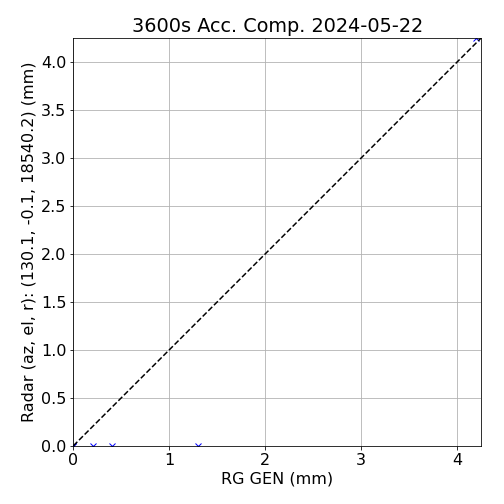 3600s Acc. Comp. 2024-05-22
Radar (az, el, r): (130.1, -0.1, 18540.2) (mm)
4.0
3.5
3.0
2.5
2.0
1.5
1.0
0.5
0.0
0 1 2 3 4
RG GEN (mm)